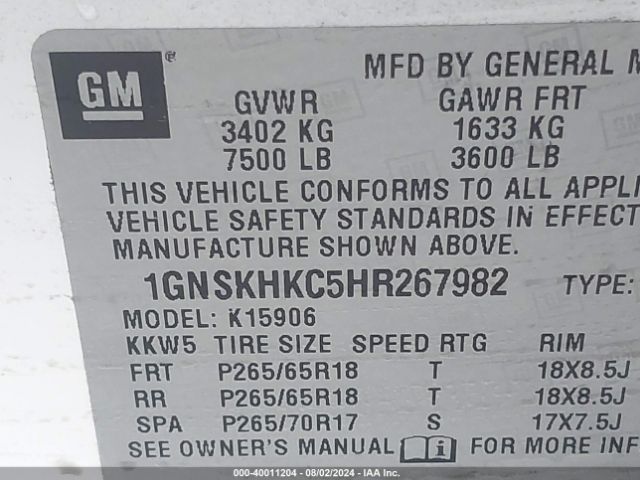 GM® MFD BY GENERAL M
GVWR GAWR FRT
3402 KG 1633 KG
7500 LB 3600 LB
THIS VEHICLE CONFORMS TO ALL APPLI
VEHICLE SAFETY STANDARDS IN EFFECT
MANUFACTURE SHOWN ABOVE.
1GNSKHKC5HR267982 TYPE:
MODEL: K15906
KKW5 TIRE SIZE SPEED RTG RIM
FRT P265/65R18 T 18X8.5J
RR P265/65R18 T 18X8.5J
SPA P265/70R17 S 17X7.5J
SEE OWNER'S MANUAL i FOR MORE INF
000-40011204 - 08/02/2024 - IAA Inc.